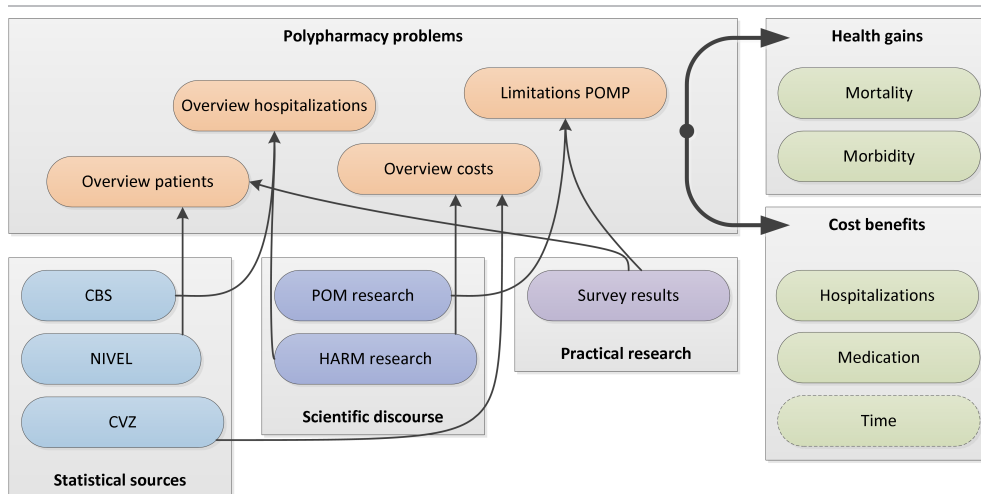 Polypharmacy problems
Overview hospitalizations
Limitations POMP
Overview patients
Overview costs
Health gains
Mortality
Morbidity
Cost benefits
Hospitalizations
Medication
Time
CBS
NIVEL
CVZ
Statistical sources
POM research
HARM research
Scientific discourse
Survey results
Practical research